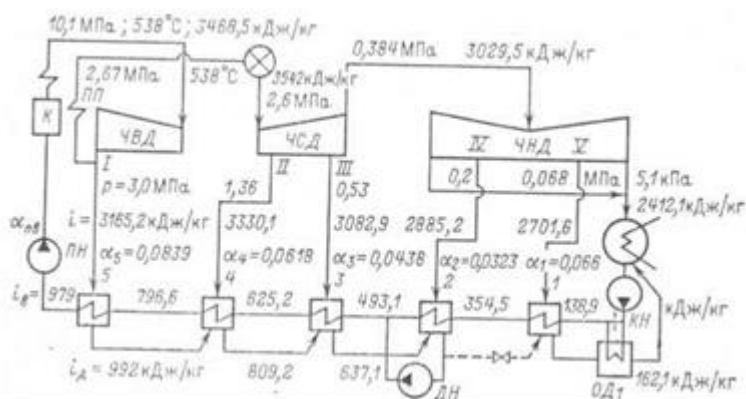 10,1 МПа; 538°С; 3468,5 кДж/кг
0,384 МПа 3029,5 кДж/кг
2,67 МПа 538°С 3542 кДж/кг
ПП 2,6 МПа
К ЧВД ЧСД IV ЧНД V
I II III 0,2 0,068 МПа 5,1 кПа
p = 3,0 МПа 1,36 0,53 2412,1 кДж/кг
αпв i = 3165,2 кДж/кг 3330,1 3082,9 2885,2 2701,6
ПН α5=0,0839 α4=0,0618 α3=0,0438 α2=0,0323 α1=0,066
5 4 3 2 1
iв= 979 796,6 625,2 493,1 354,5 138,9 КН кДж/кг
iд = 992 кДж/кг 809,2 637,1 ДН ОД1 162,1 кДж/кг